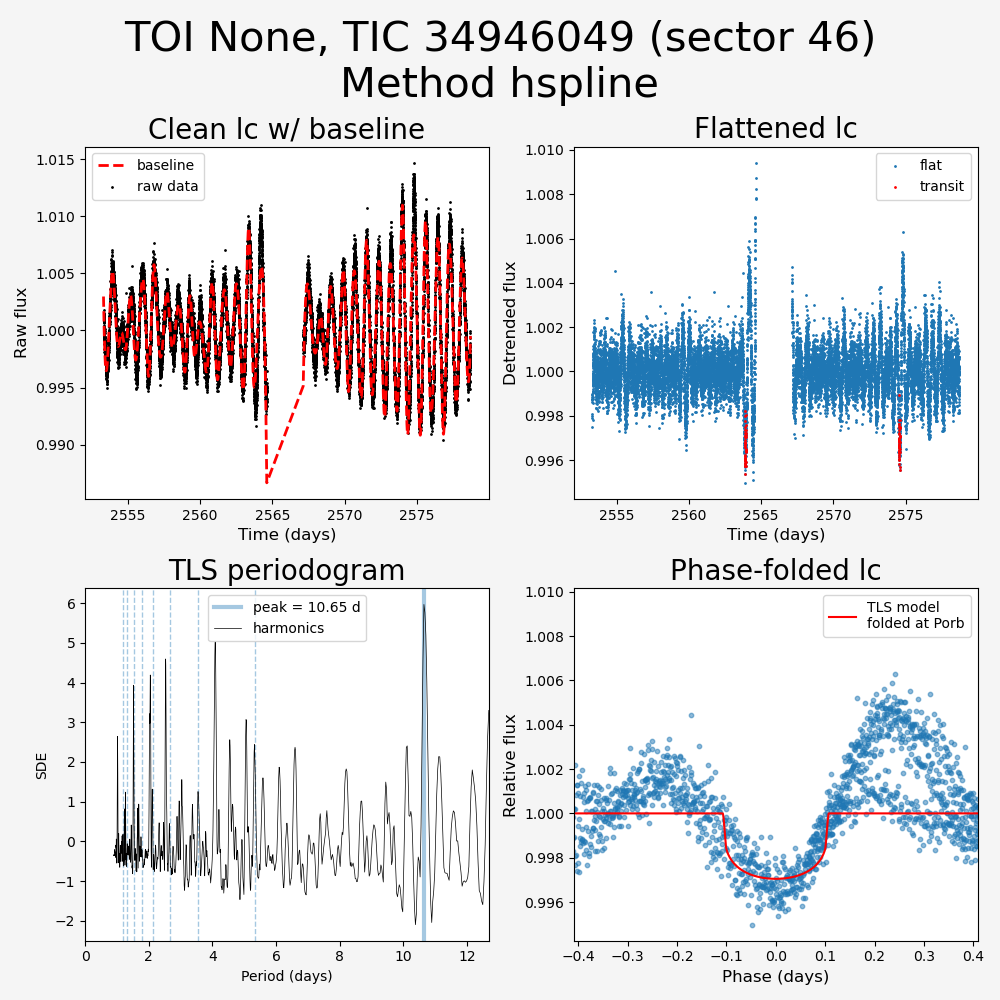 TOI None, TIC 34946049 (sector 46)
Method hspline
Clean lc w/ baseline
baseline
raw data
1.015
1.010
1.005
1.000
0.995
0.990
Raw flux
2555
2560
2565
2570
2575
Time (days)
Flattened lc
flat
transit
1.010
1.008
1.006
1.004
1.002
1.000
0.998
0.996
Detrended flux
2555
2560
2565
2570
2575
Time (days)
TLS periodogram
peak = 10.65 d
harmonics
6
5
4
3
2
1
0
−1
−2
SDE
0
2
4
6
8
10
12
Period (days)
Phase-folded lc
TLS model
folded at Porb
1.010
1.008
1.006
1.004
1.002
1.000
0.998
0.996
Relative flux
−0.4
−0.3
−0.2
−0.1
0.0
0.1
0.2
0.3
0.4
Phase (days)